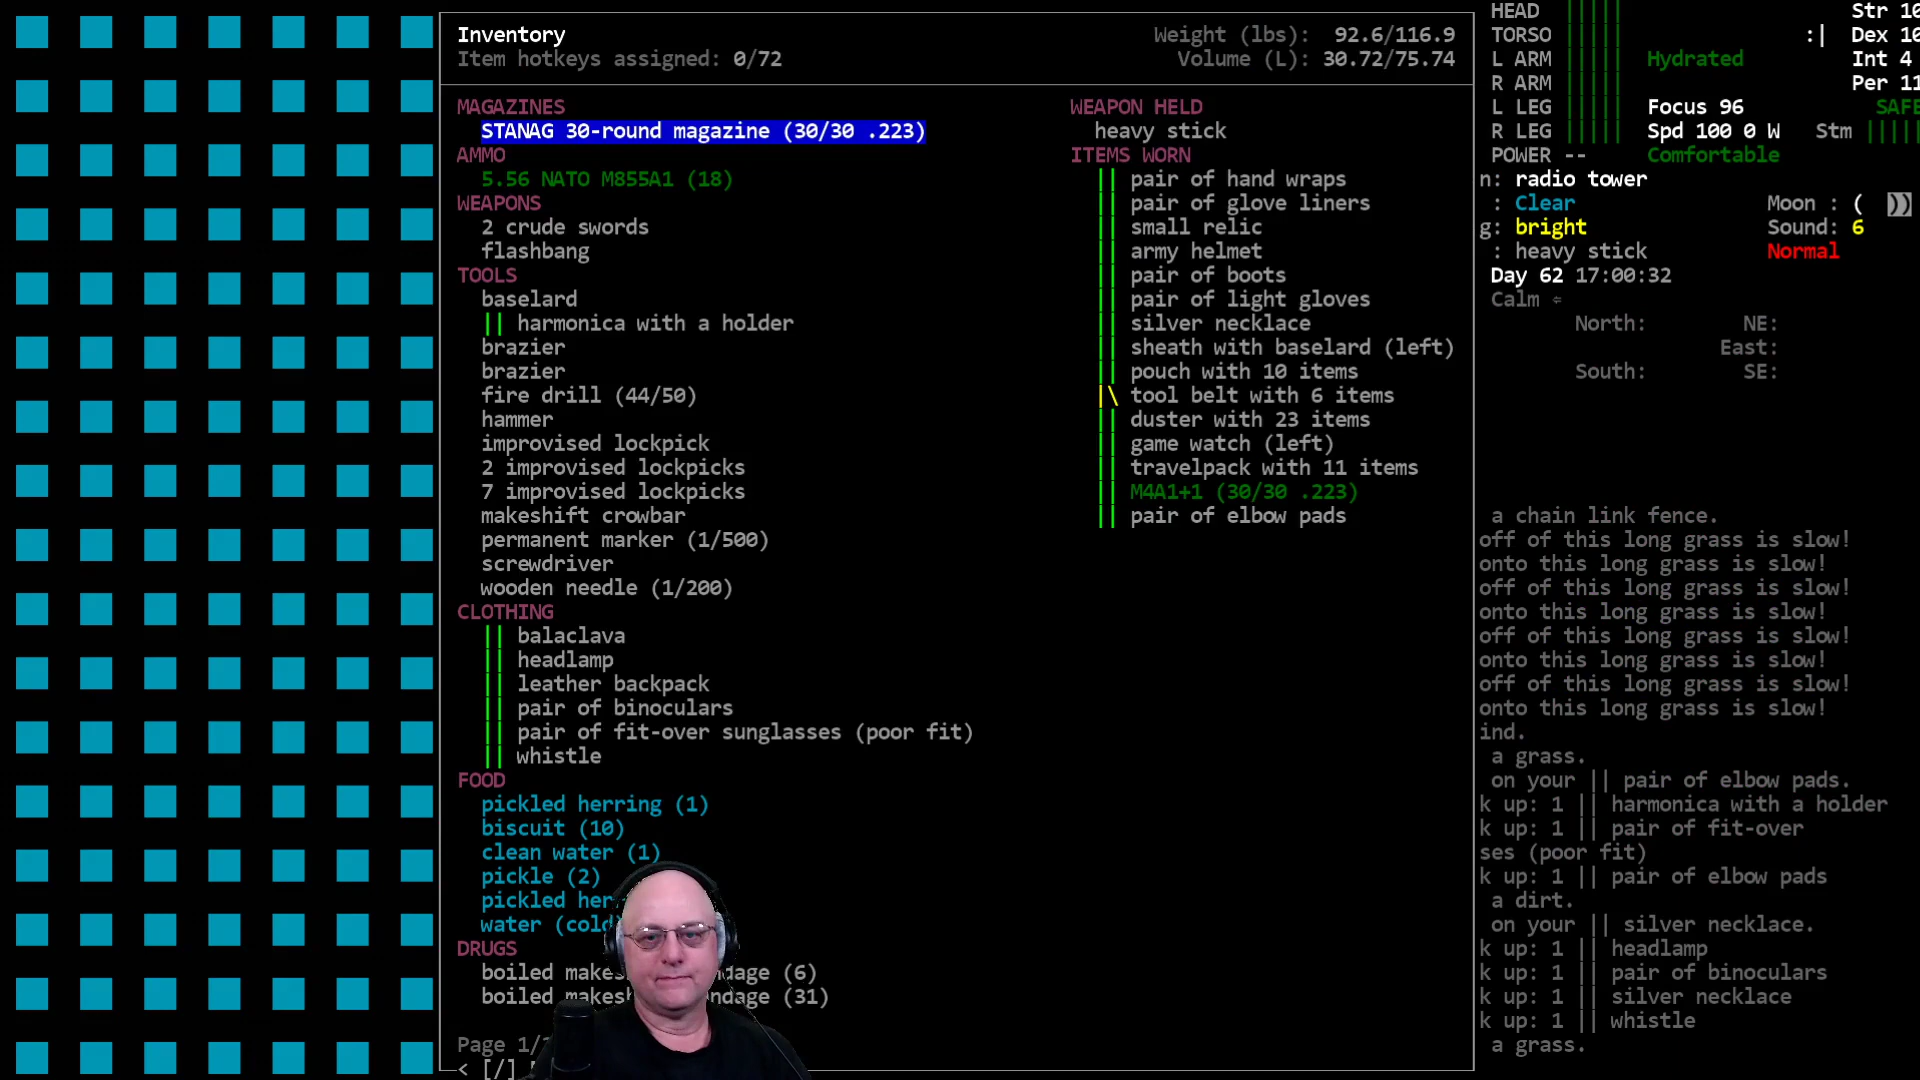 Inventory
Item hotkeys assigned: 0/72
Weight (lbs): 92.6/116.9
Volume (L): 30.72/75.74
MAGAZINES
STANAG 30-round magazine (30/30 .223)
AMMO
5.56 NATO M855A1 (18)
WEAPONS
2 crude swords
flashbang
TOOLS
baselard
|| harmonica with a holder
brazier
brazier
fire drill (44/50)
hammer
improvised lockpick
2 improvised lockpicks
7 improvised lockpicks
makeshift crowbar
permanent marker (1/500)
screwdriver
wooden needle (1/200)
CLOTHING
|| balaclava
|| headlamp
|| leather backpack
|| pair of binoculars
|| pair of fit-over sunglasses (poor fit)
|| whistle
FOOD
pickled herring (1)
biscuit (10)
clean water (1)
pickle (2)
pickled
water
DRUGS
boiled (6)
boiled (31)
Page 1/
< [/]
WEAPON HELD
heavy stick
ITEMS WORN
|| pair of hand wraps
|| pair of glove liners
|| small relic
|| army helmet
|| pair of boots
|| pair of light gloves
|| silver necklace
|| sheath with baselard (left)
|| pouch with 10 items
|\ tool belt with 6 items
|| duster with 23 items
|| game watch (left)
|| travelpack with 11 items
|| M4A1+1 (30/30 .223)
|| pair of elbow pads
HEAD ||||| Str 10
TORSO ||||| :| Dex 10
L ARM ||||| Hydrated Int 4
R ARM ||||| Per 11
L LEG ||||| Focus 96 SAFE
R LEG ||||| Spd 100 0 W Stm |||||
POWER -- Comfortable
n: radio tower
: Clear Moon : ( ))
g: bright Sound: 6
: heavy stick Normal
Day 62 17:00:32
Calm
North: NE:
East:
South: SE:
a chain link fence.
off of this long grass is slow!
onto this long grass is slow!
off of this long grass is slow!
onto this long grass is slow!
off of this long grass is slow!
onto this long grass is slow!
off of this long grass is slow!
onto this long grass is slow!
ind.
a grass.
on your || pair of elbow pads.
k up: 1 || harmonica with a holder
k up: 1 || pair of fit-over
ses (poor fit)
k up: 1 || pair of elbow pads
a dirt.
on your || silver necklace.
k up: 1 || headlamp
k up: 1 || pair of binoculars
k up: 1 || silver necklace
k up: 1 || whistle
a grass.